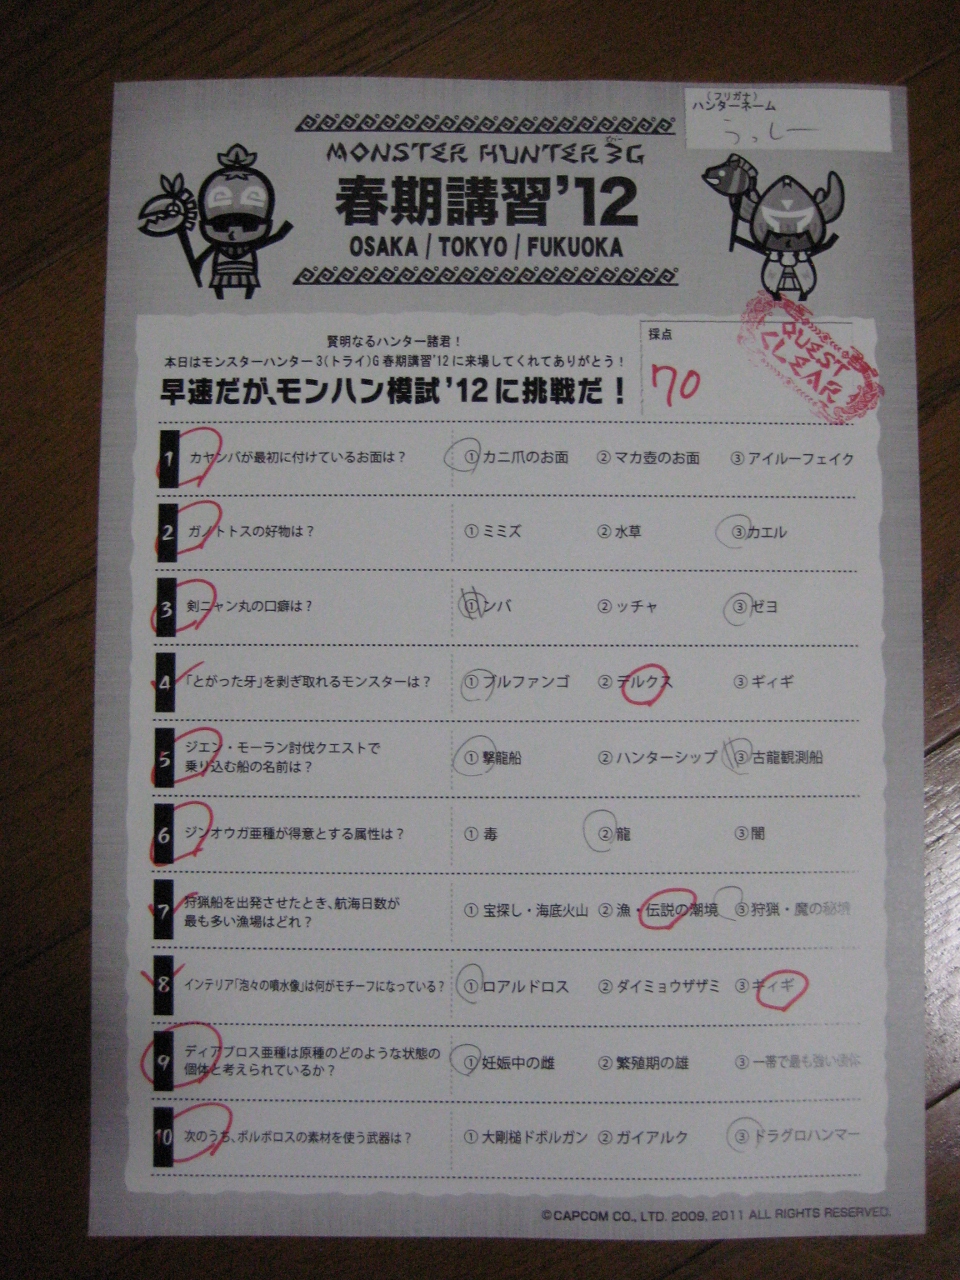 (フリガナ)
ハンターネーム
うっしー
MONSTER HUNTER 3G
春期講習'12
OSAKA / TOKYO / FUKUOKA
賢明なるハンター諸君!
本日はモンスターハンター3(トライ)G 春期講習'12に来場してくれてありがとう!
早速だが、モンハン模試'12に挑戦だ!
採点
70
QUEST CLEAR
1 カヤンバが最初に付けているお面は? ①カニ爪のお面 ②マカ壺のお面 ③アイルーフェイク
2 ガノトトスの好物は? ①ミミズ ②水草 ③カエル
3 剣ニャン丸の口癖は? ①ンバ ②ッチャ ③ゼヨ
4 「とがった牙」を剥ぎ取れるモンスターは? ①ブルファンゴ ②デルクス ③ギィギ
5 ジエン・モーラン討伐クエストで
乗り込む船の名前は? ①撃龍船 ②ハンターシップ ③古龍観測船
6 ジンオウガ亜種が得意とする属性は? ①毒 ②龍 ③闇
7 狩猟船を出発させたとき、航海日数が
最も多い漁場はどれ? ①宝探し・海底火山 ②漁・伝説の潮境 ③狩猟・魔の秘境
8 インテリア「泡々の噴水像」は何がモチーフになっている? ①ロアルドロス ②ダイミョウザザミ ③ギィギ
9 ディアブロス亜種は原種のどのような状態の
個体と考えられているか? ①妊娠中の雌 ②繁殖期の雄 ③一帯で最も強い個体
10 次のうち、ボルボロスの素材を使う武器は? ①大剛槌ドボルガン ②ガイアルク ③ドラグロハンマー
©CAPCOM CO., LTD. 2009, 2011 ALL RIGHTS RESERVED.